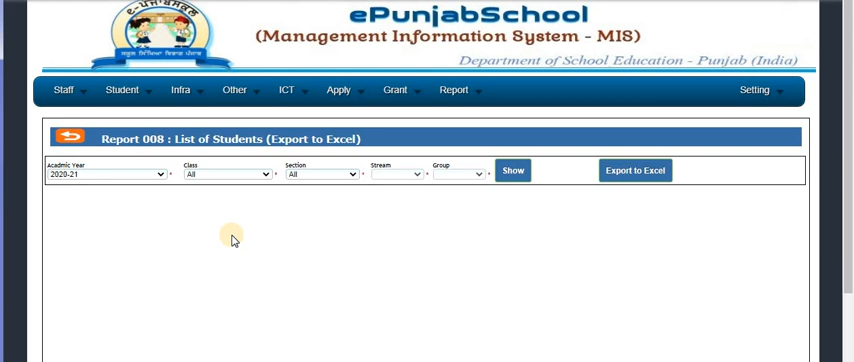 ਈ-ਪੰਜਾਬ ਸਕੂਲ
ਸਕੂਲ ਸਿੱਖਿਆ ਵਿਭਾਗ ਪੰਜਾਬ
ePunjabSchool
(Management Information System - MIS)
Department of School Education - Punjab (India)
Staff Student Infra Other ICT Apply Grant Report Setting
Report 008 : List of Students (Export to Excel)
Acadmic Year Class Section Stream Group
2020-21 * All * All * * * Show Export to Excel